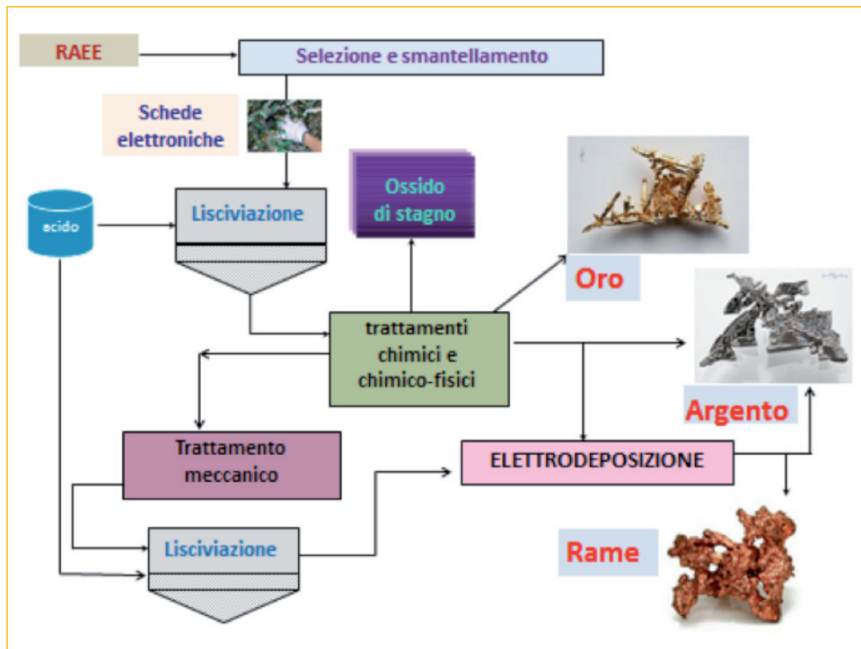 RAEE
Selezione e smantellamento
Schede
elettroniche
acido
Lisciviazione
Ossido
di stagno
Oro
trattamenti
chimici e
chimico-fisici
Argento
Trattamento
meccanico
ELETTRODEPOSIZIONE
Lisciviazione
Rame